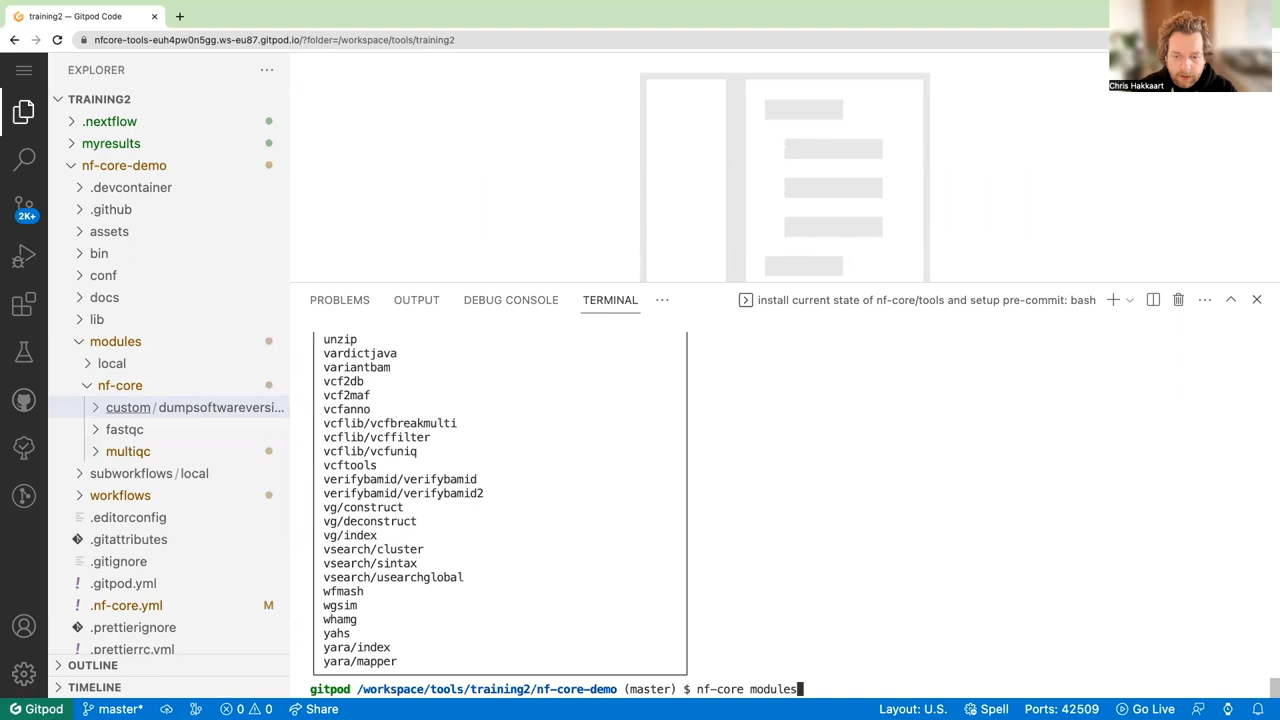 training2 — Gitpod Code
nfcore-tools-euh4pw0n5gg.ws-eu87.gitpod.io/?folder=/workspace/tools/training2
Chris Hakkaart
EXPLORER
TRAINING2
.nextflow
myresults
nf-core-demo
.devcontainer
.github
assets
bin
conf
docs
lib
modules
local
nf-core
custom / dumpsoftwareversi...
fastqc
multiqc
subworkflows / local
workflows
.editorconfig
.gitattributes
.gitignore
.gitpod.yml
.nf-core.yml M
.prettierignore
.prettierrc.yml
OUTLINE
TIMELINE
2K+
PROBLEMS OUTPUT DEBUG CONSOLE TERMINAL
install current state of nf-core/tools and setup pre-commit: bash
unzip
vardictjava
variantbam
vcf2db
vcf2maf
vcfanno
vcflib/vcfbreakmulti
vcflib/vcffilter
vcflib/vcfuniq
vcftools
verifybamid/verifybamid
verifybamid/verifybamid2
vg/construct
vg/deconstruct
vg/index
vsearch/cluster
vsearch/sintax
vsearch/usearchglobal
wfmash
wgsim
whamg
yahs
yara/index
yara/mapper
gitpod /workspace/tools/training2/nf-core-demo (master) $ nf-core modules
Gitpod master* 0 0 Share Layout: U.S. Spell Ports: 42509 Go Live